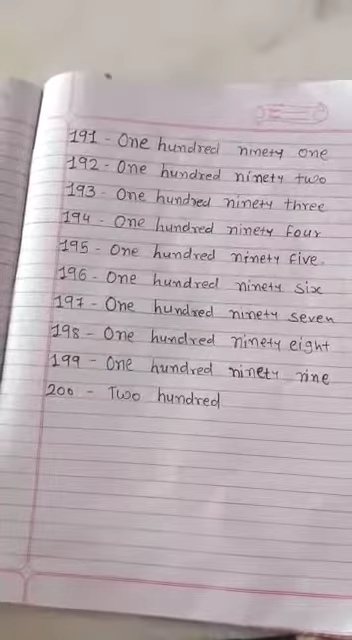 191 - One hundred ninety one
192 - One hundred ninety two
193 - One hundred ninety three
194 - One hundred ninety four
195 - One hundred ninety five
196 - One hundred ninety six
197 - One hundred ninety seven
198 - One hundred ninety eight
199 - One hundred ninety nine
200 - Two hundred